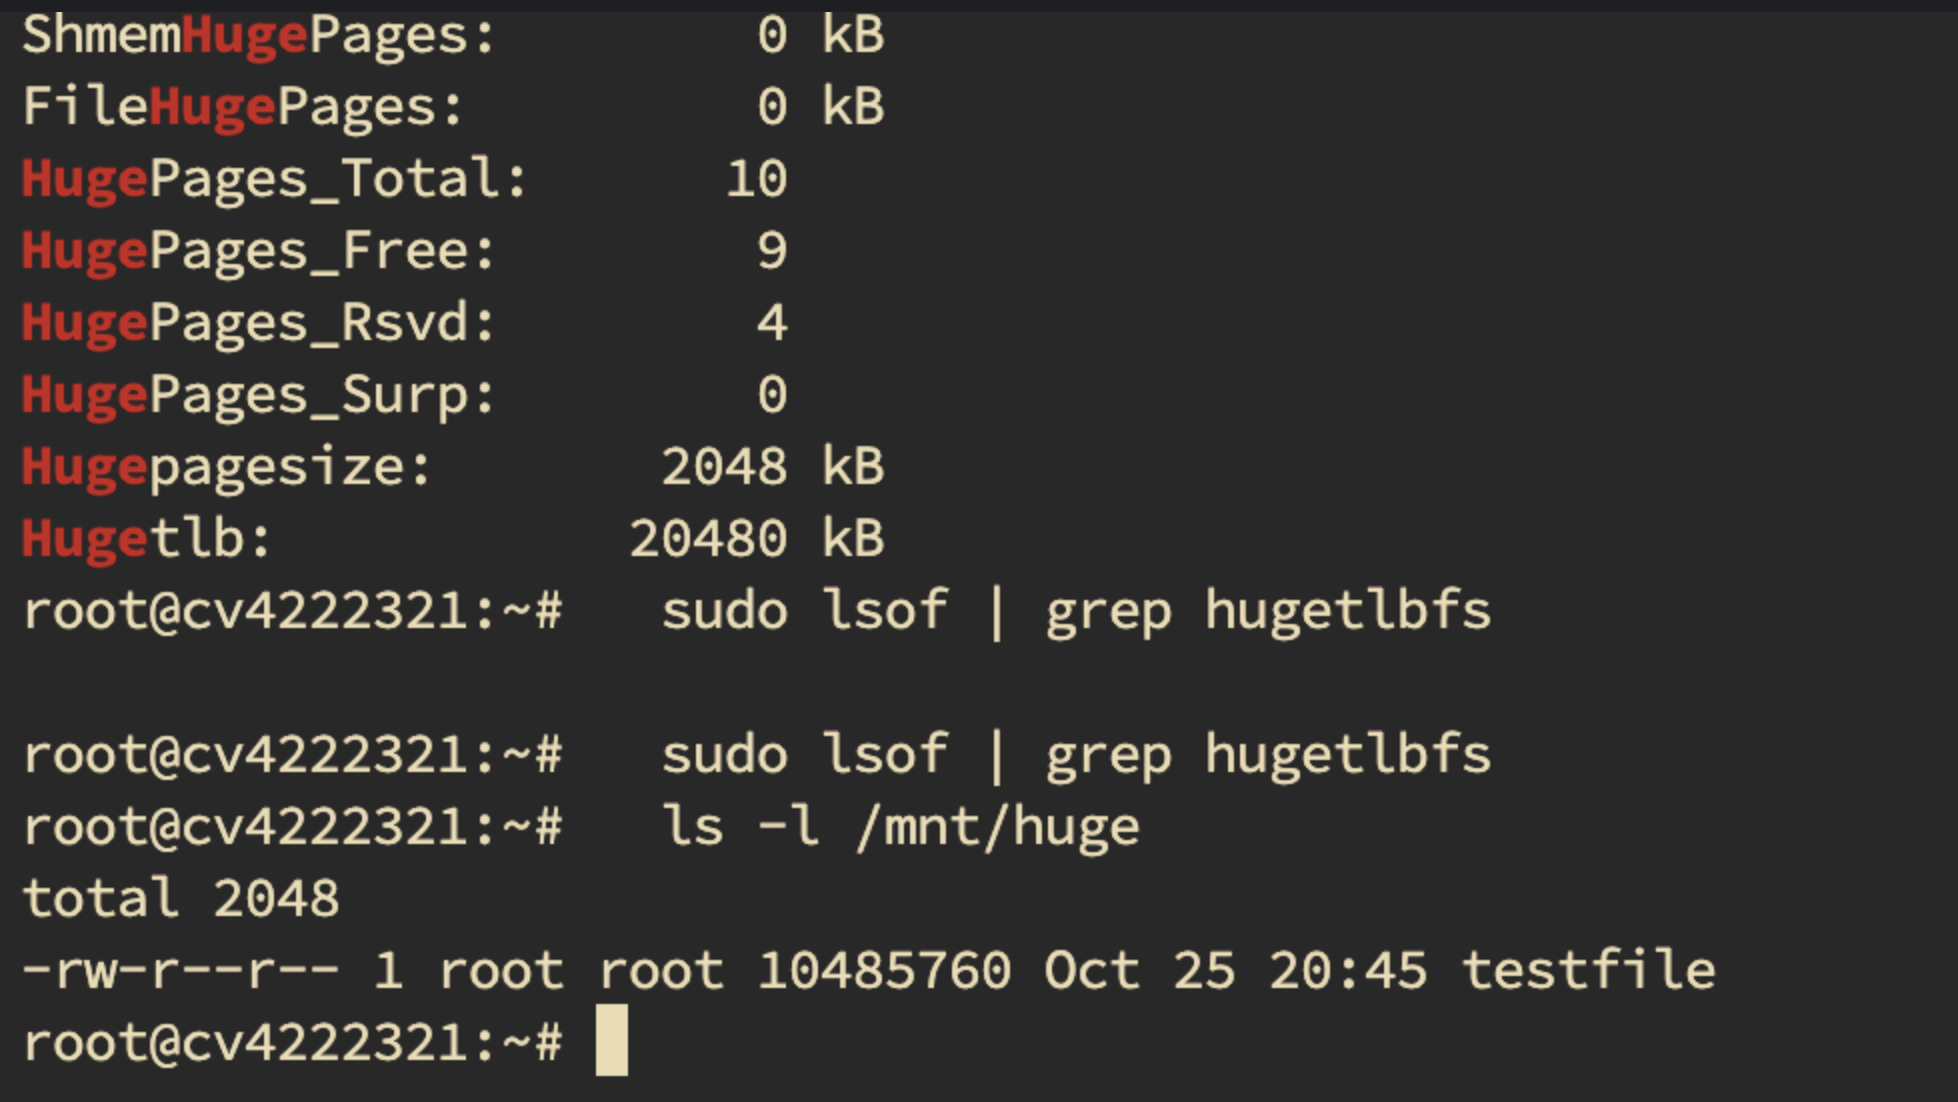 ShmemHugePages:        0 kB
FileHugePages:         0 kB
HugePages_Total:      10
HugePages_Free:        9
HugePages_Rsvd:        4
HugePages_Surp:        0
Hugepagesize:       2048 kB
Hugetlb:           20480 kB
root@cv4222321:~#   sudo lsof | grep hugetlbfs
root@cv4222321:~#   sudo lsof | grep hugetlbfs
root@cv4222321:~#   ls -l /mnt/huge
total 2048
-rw-r--r-- 1 root root 10485760 Oct 25 20:45 testfile
root@cv4222321:~#